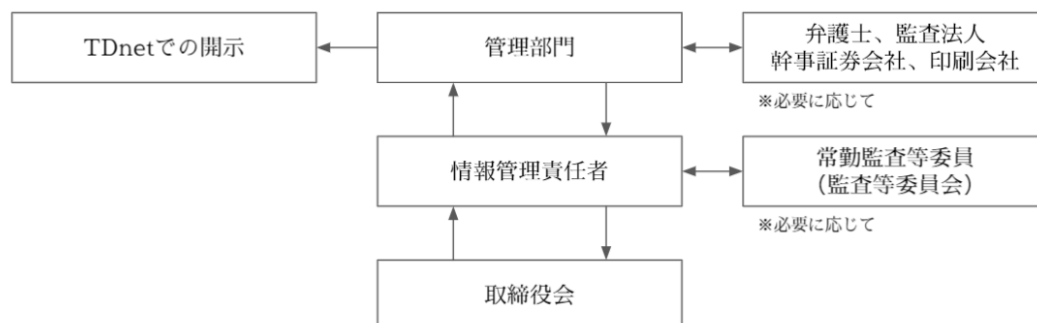 TDnetでの開示
管理部門
弁護士、監査法人
幹事証券会社、印刷会社
※必要に応じて
情報管理責任者
常勤監査等委員
（監査等委員会）
※必要に応じて
取締役会